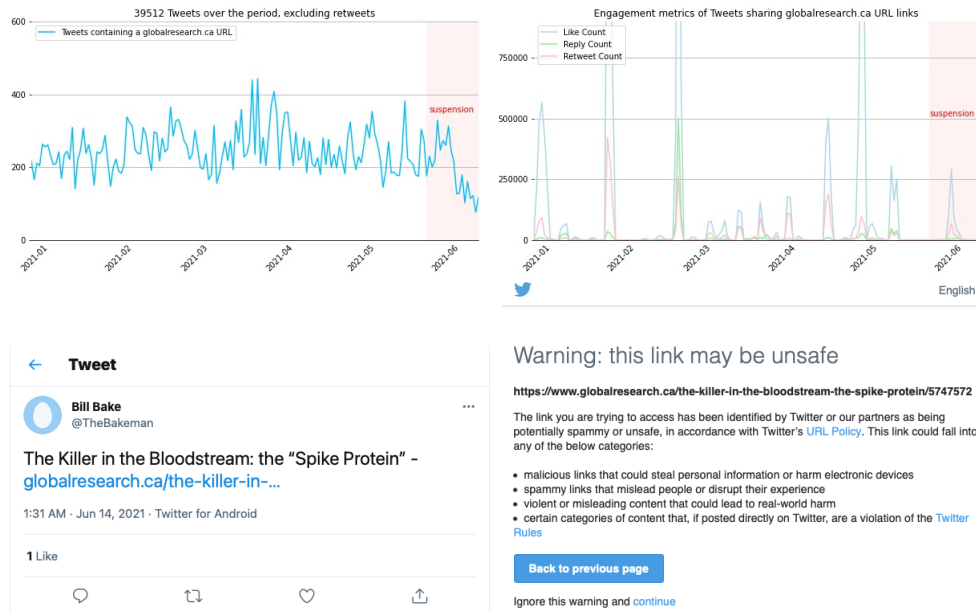 39512 Tweets over the period, excluding retweets
600
Tweets containing a globalresearch.ca URL
400
suspension
200
0
2021-01
2021-02
2021-03
2021-04
2021-05
2021-06
Engagement metrics of Tweets sharing globalresearch.ca URL links
Like Count
Reply Count
Retweet Count
750000
500000
suspension
250000
0
2021-01
2021-02
2021-03
2021-04
2021-05
2021-06
English
Tweet
Bill Bake
@TheBakeman
The Killer in the Bloodstream: the “Spike Protein” -
globalresearch.ca/the-killer-in-...
1:31 AM · Jun 14, 2021 · Twitter for Android
1 Like
Warning: this link may be unsafe
https://www.globalresearch.ca/the-killer-in-the-bloodstream-the-spike-protein/5747572
The link you are trying to access has been identified by Twitter or our partners as being
potentially spammy or unsafe, in accordance with Twitter’s URL Policy. This link could fall into
any of the below categories:
• malicious links that could steal personal information or harm electronic devices
• spammy links that mislead people or disrupt their experience
• violent or misleading content that could lead to real-world harm
• certain categories of content that, if posted directly on Twitter, are a violation of the Twitter
Rules
Back to previous page
Ignore this warning and continue